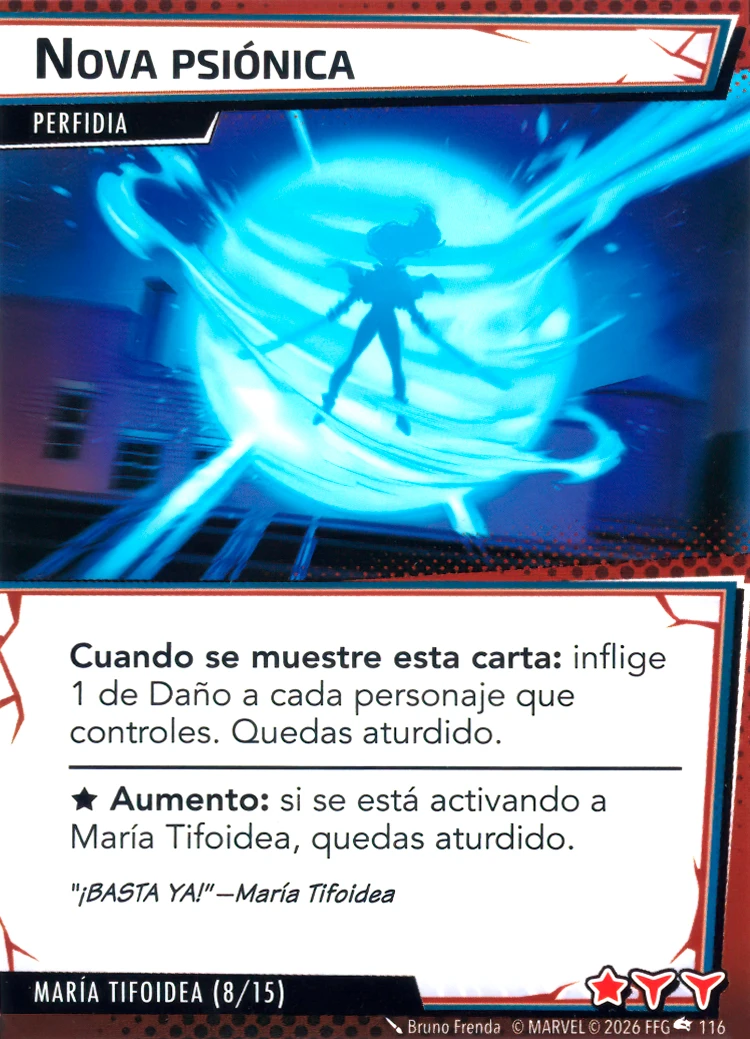 NOVA PSIÓNICA
PERFIDIA
Cuando se muestre esta carta: inflige
1 de Daño a cada personaje que
controles. Quedas aturdido.
★ Aumento: si se está activando a
María Tifoidea, quedas aturdido.
"¡BASTA YA!"—María Tifoidea
MARÍA TIFOIDEA (8/15)
Bruno Frenda © MARVEL © 2026 FFG 116